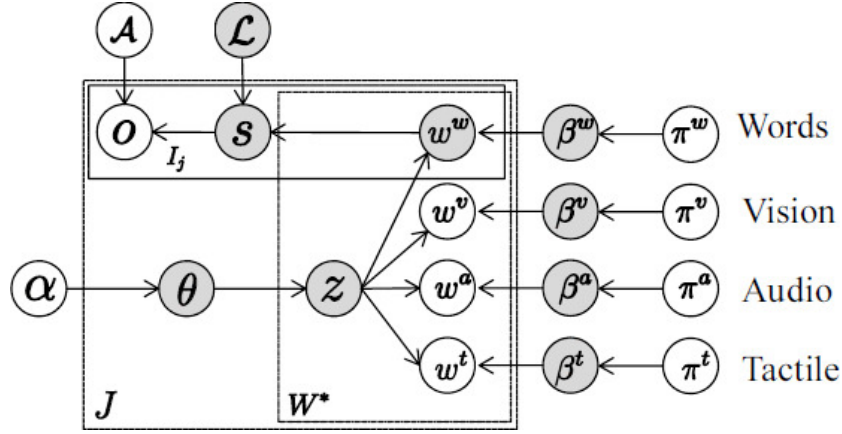 𝒜 ℒ
o s w^w β^w π^w Words
I_j
w^v β^v π^v Vision
α θ z w^a β^a π^a Audio
w^t β^t π^t Tactile
J W*